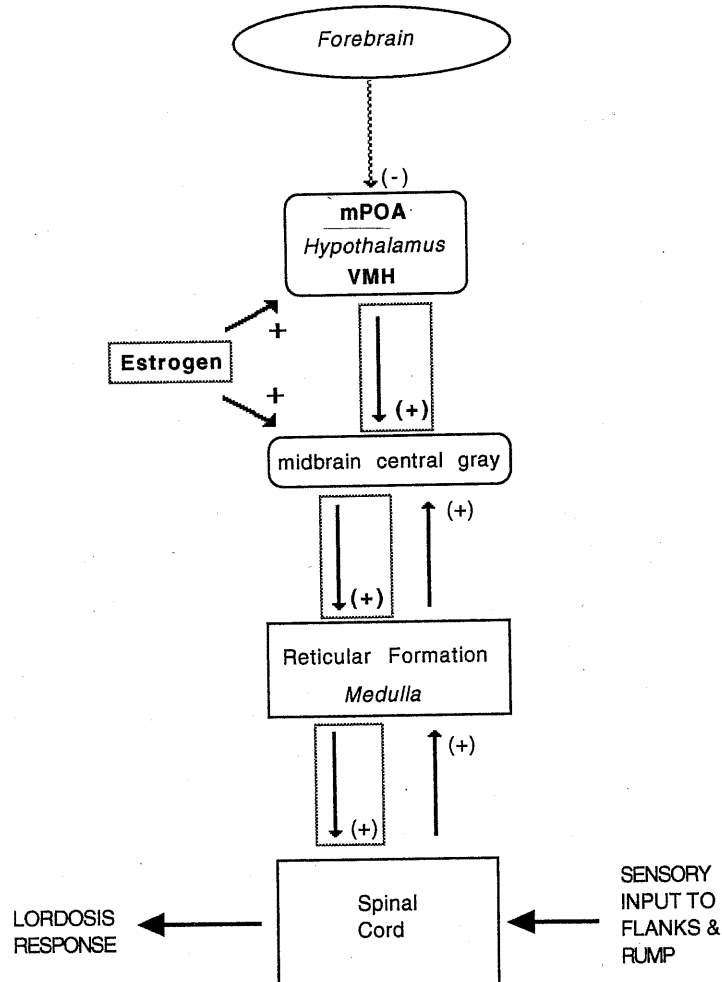 Forebrain
(-)
mPOA
Hypothalamus
VMH
+
Estrogen
+
(+)
midbrain central gray
(+)
(+)
Reticular Formation
Medulla
(+)
(+)
Spinal
Cord
LORDOSIS
RESPONSE
SENSORY
INPUT TO
FLANKS &
RUMP